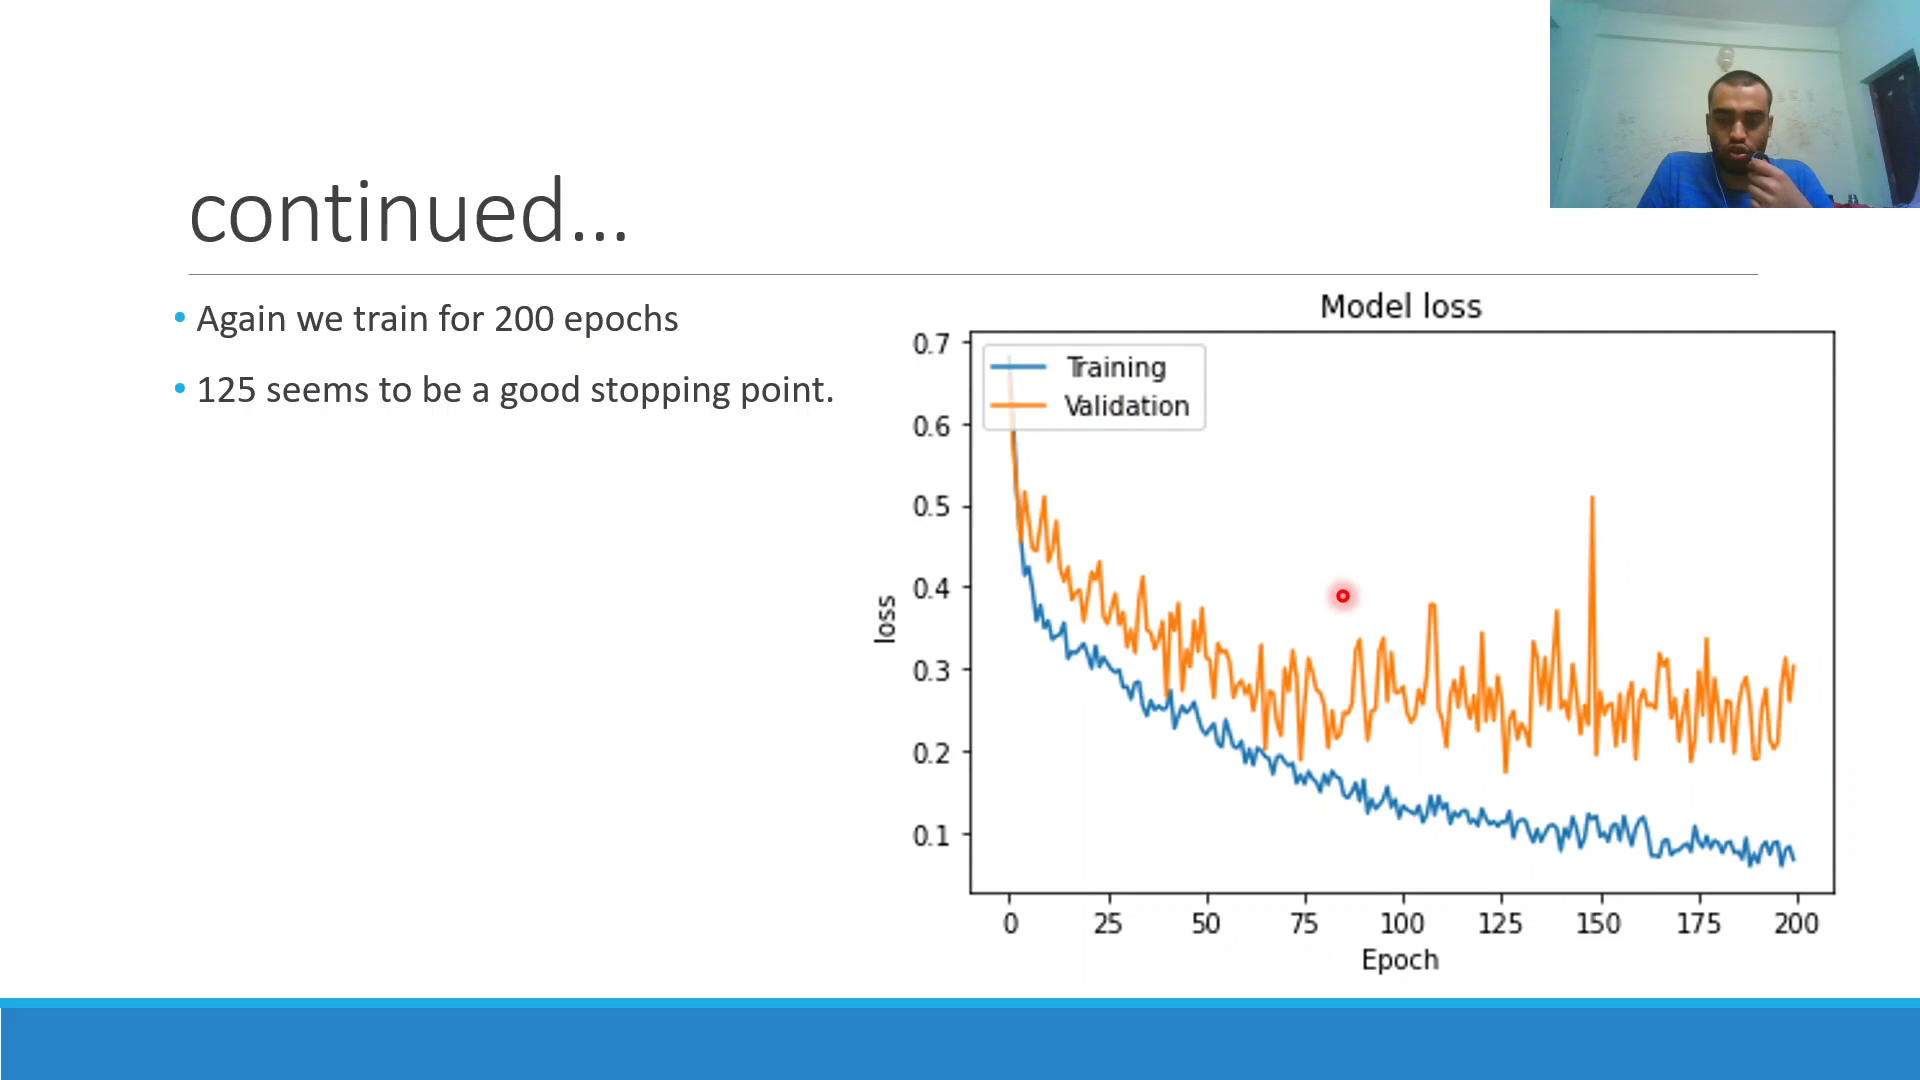 continued…
• Again we train for 200 epochs
• 125 seems to be a good stopping point.
Model loss
Training
Validation
0.7
0.6
0.5
0.4
0.3
0.2
0.1
loss
0 25 50 75 100 125 150 175 200
Epoch